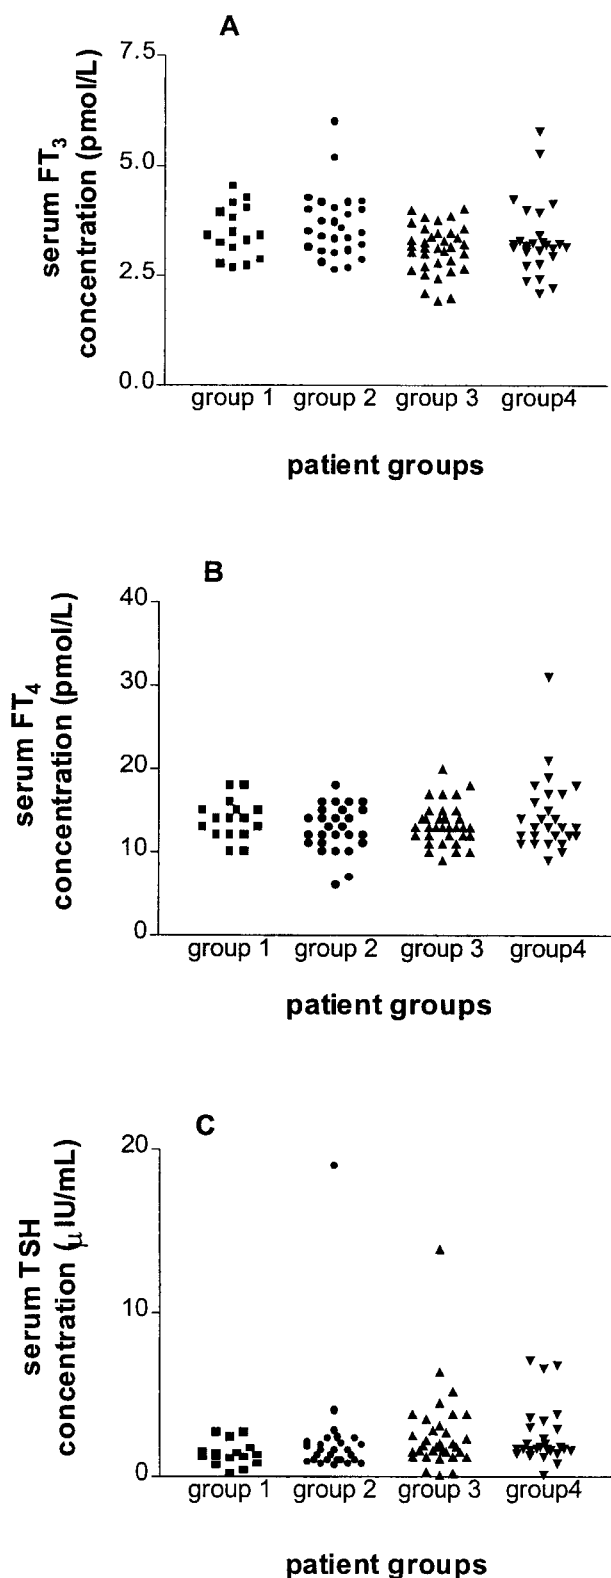 A
serum FT3
concentration (pmol/L)
7.5
5.0
2.5
0.0
group 1 group 2 group 3 group4
patient groups
B
serum FT4
concentration (pmol/L)
40
30
20
10
0
group 1 group 2 group 3 group4
patient groups
C
serum TSH
concentration (μIU/mL)
20
10
0
group 1 group 2 group 3 group4
patient groups